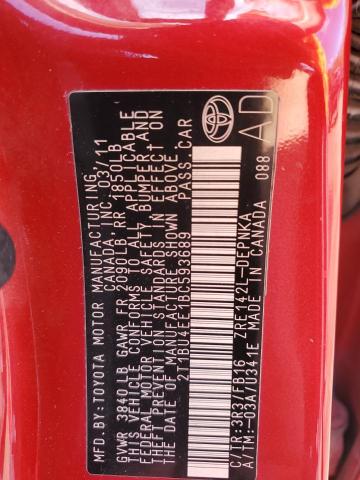 MFD.BY:TOYOTA MOTOR MANUFACTURING
CANADA, INC. 03/11
GVWR 3840LB GAWR FR 2090LB RR 1850LB
THIS VEHICLE CONFORMS TO ALL APPLICABLE
FEDERAL MOTOR VEHICLE SAFETY, BUMPER, AND
THEFT PREVENTION STANDARDS IN EFFECT ON
THE DATE OF MANUFACTURE SHOWN ABOVE.
2T1BU4EE1BC593689 PASS.CAR
C/TR:3R3/FB16 ZRE142L-DEPNKA
A/TM:-03A/U341E MADE IN CANADA
AD
088